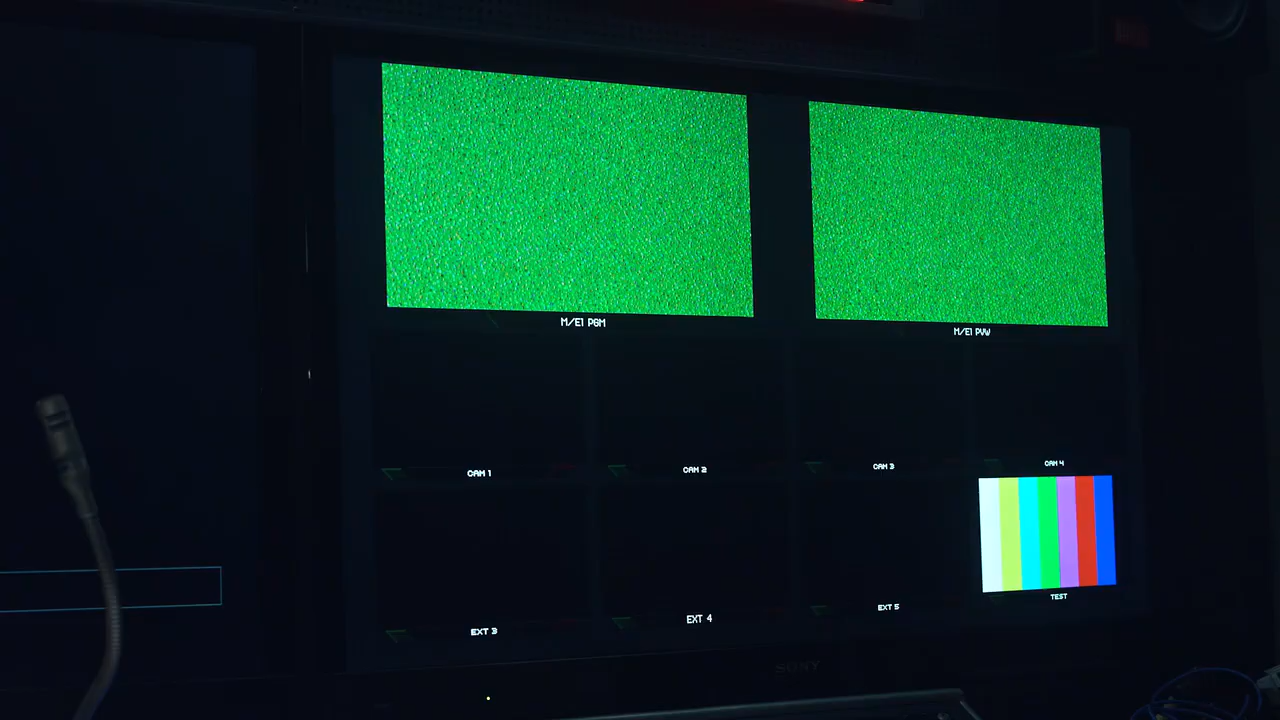 M/E1 PGM
M/E1 PVW
CAM 1
CAM 2
CAM 3
CAM 4
EXT 3
EXT 4
EXT 5
TEST
SONY